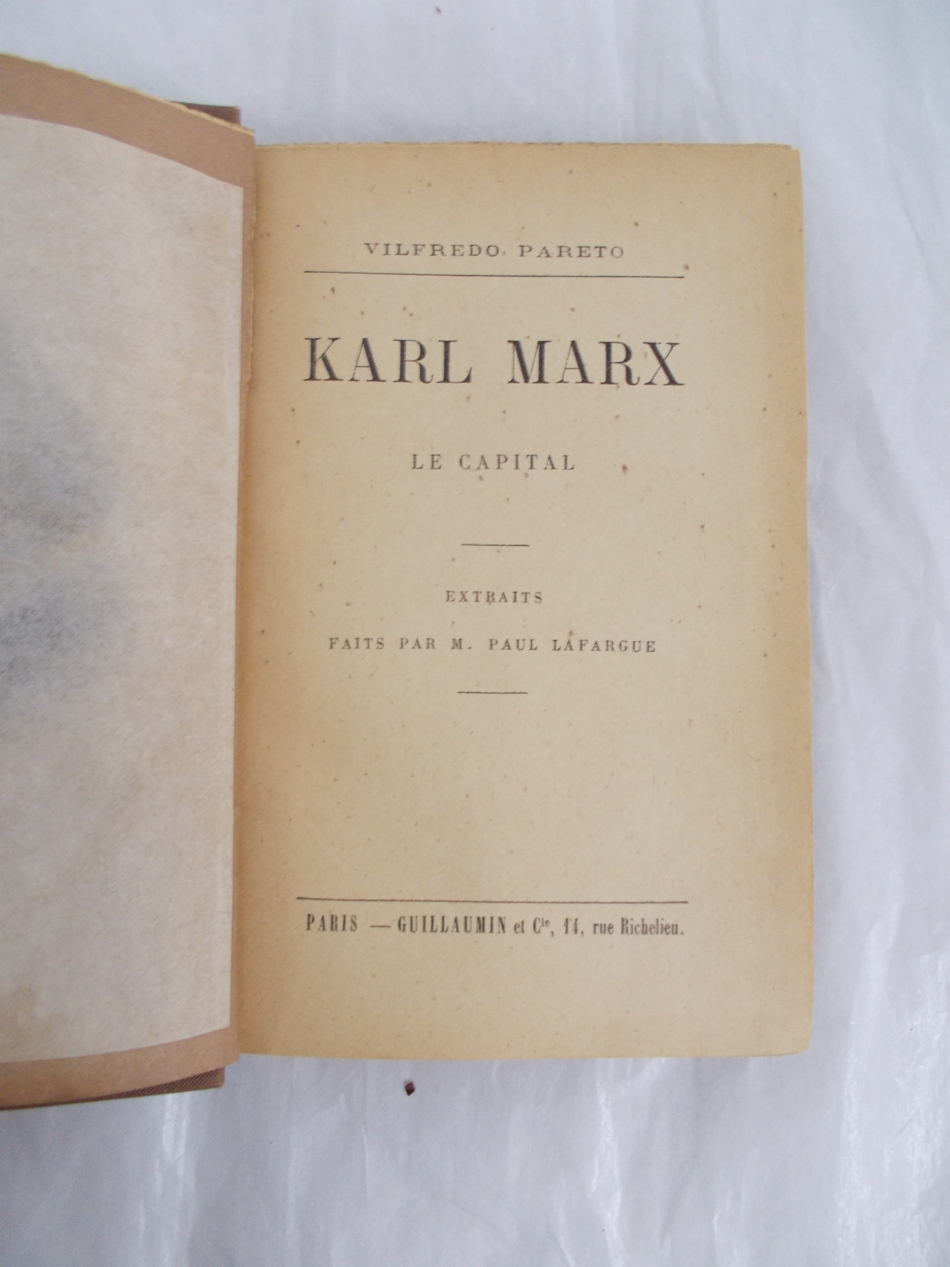 VILFREDO PARETO
KARL MARX
LE CAPITAL
EXTRAITS
FAITS PAR M. PAUL LAFARGUE
PARIS — GUILLAUMIN et Cie, 14, rue Richelieu.